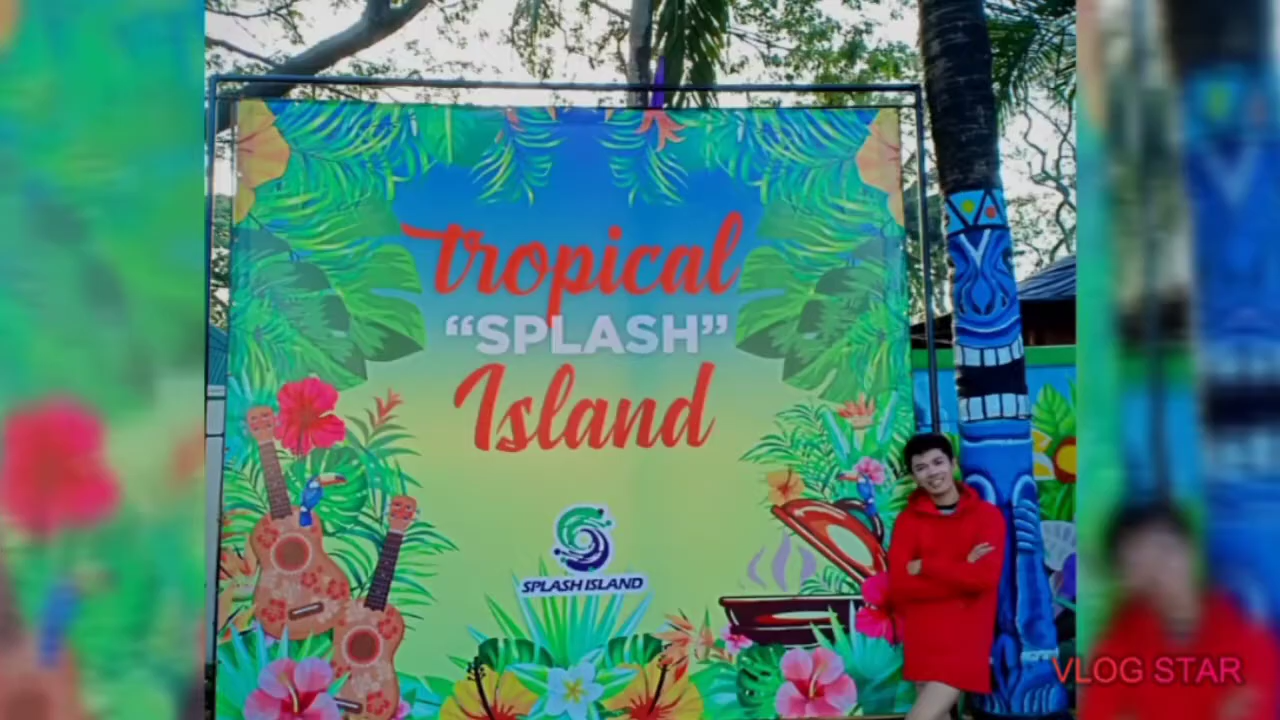 tropical
“SPLASH”
Island
SPLASH ISLAND
VLOG STAR